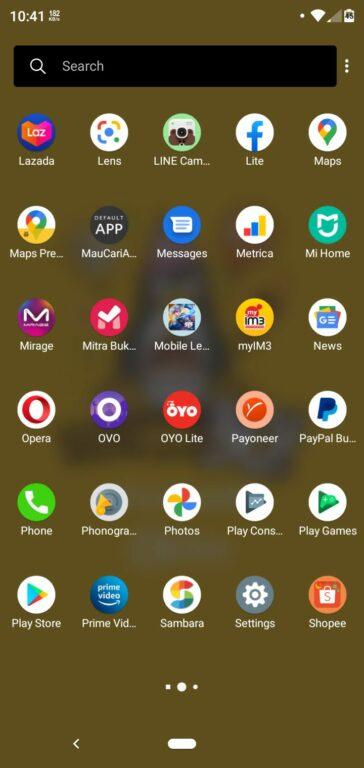 10:41 182 KB/s
Search
Laz
Lazada
Lens
LINE Cam...
Lite
Maps
DEFAULT
APP
Maps Pre...
MauCariA...
Messages
Metrica
Mi Home
MIRAGE
my
im3
Mirage
Mitra Buk...
Mobile Le...
myIM3
News
OYO
Opera
OVO
OYO Lite
Payoneer
PayPal Bu...
Phone
Phonogra...
Photos
Play Cons...
Play Games
prime
video
Play Store
Prime Vid...
Sambara
Settings
Shopee